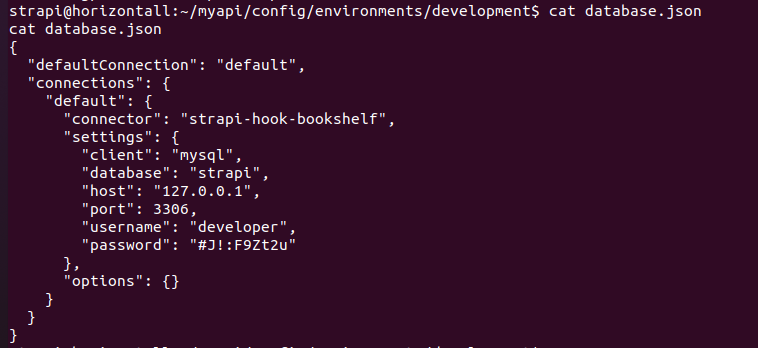 strapi@horizontall:~/myapi/config/environments/development$ cat database.json
cat database.json
{
  "defaultConnection": "default",
  "connections": {
    "default": {
      "connector": "strapi-hook-bookshelf",
      "settings": {
        "client": "mysql",
        "database": "strapi",
        "host": "127.0.0.1",
        "port": 3306,
        "username": "developer",
        "password": "#J!:F9Zt2u"
      },
      "options": {}
    }
  }
}